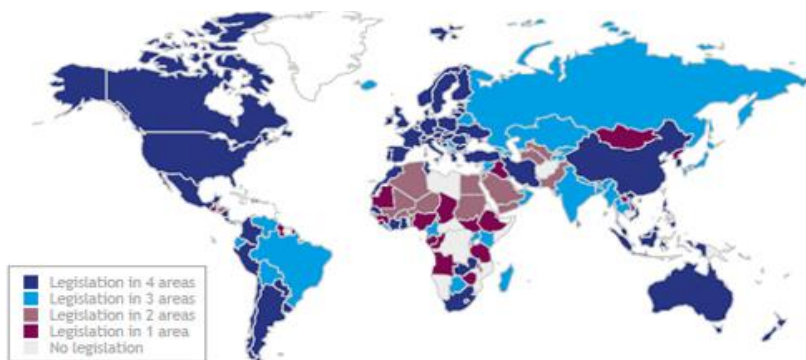 Legislation in 4 areas
Legislation in 3 areas
Legislation in 2 areas
Legislation in 1 area
No legislation